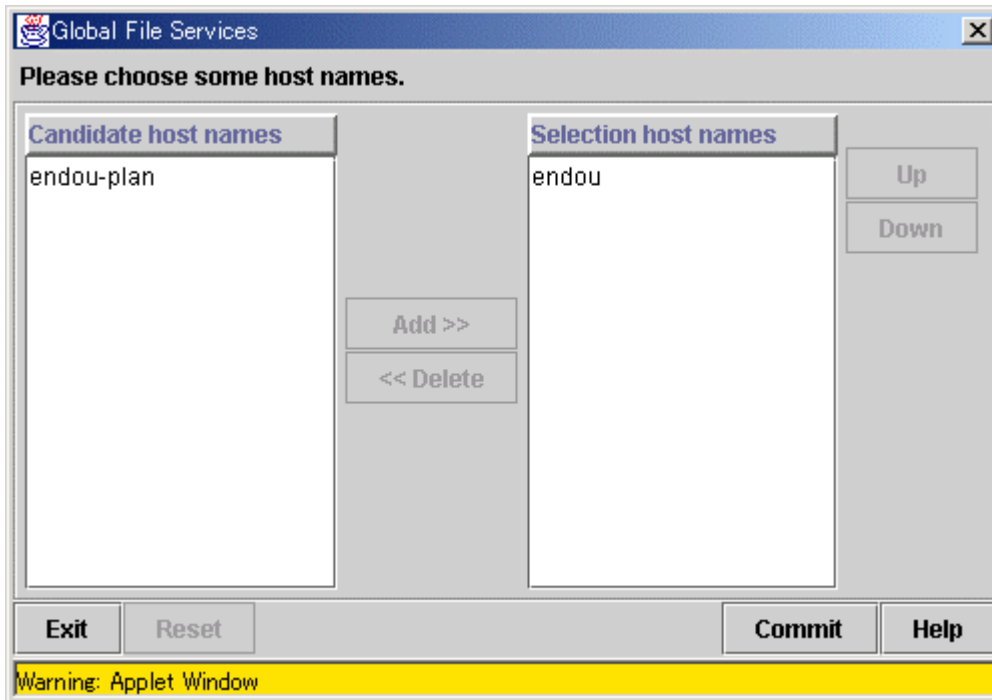 Global File Services
Please choose some host names.
Candidate host names
endou-plan
Add >>
<< Delete
Selection host names
endou
Up
Down
Exit
Reset
Commit
Help
Warning: Applet Window